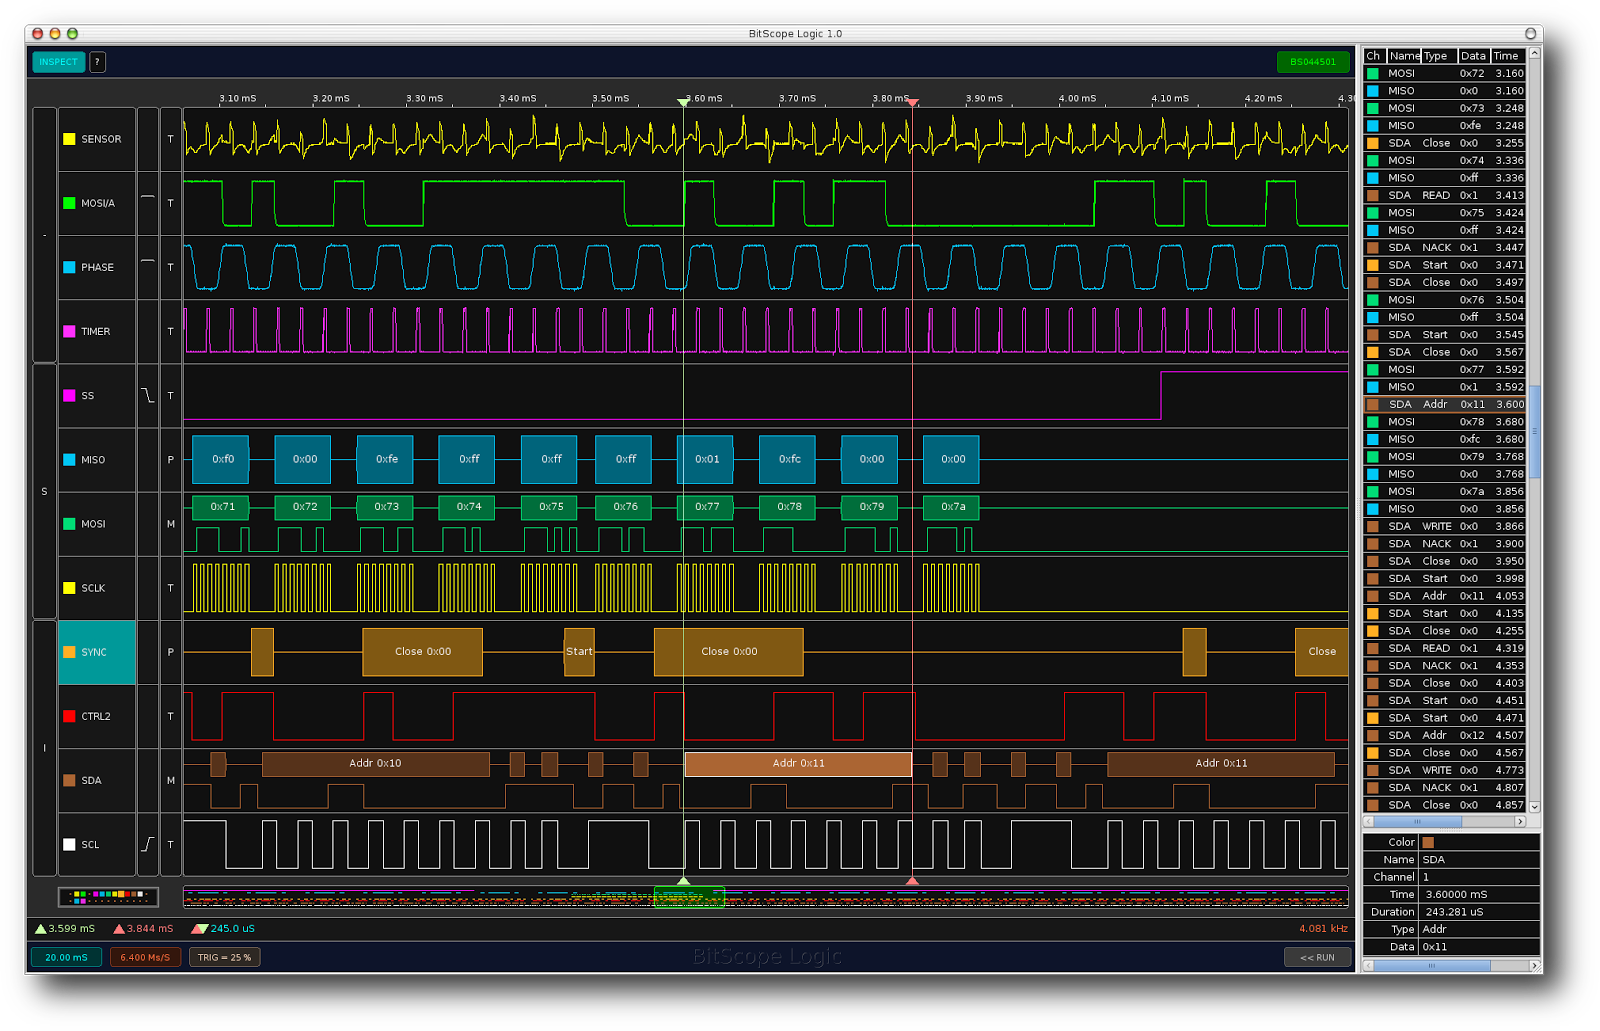 BitScope Logic 1.0
INSPECT ? BS044501
3.10 mS 3.20 mS 3.30 mS 3.40 mS 3.50 mS 3.60 mS 3.70 mS 3.80 mS 3.90 mS 4.00 mS 4.10 mS 4.20 mS 4.30
SENSOR T
MOSI/A T
PHASE T
TIMER T
SS T
S
MISO P 0xf0 0x00 0xfe 0xff 0xff 0xff 0x01 0xfc 0x00 0x00
MOSI M 0x71 0x72 0x73 0x74 0x75 0x76 0x77 0x78 0x79 0x7a
SCLK T
SYNC P Close 0x00 Start Close 0x00 Close
CTRL2 T
I
SDA M Addr 0x10 Addr 0x11 Addr 0x11
SCL T
3.599 mS 3.844 mS 245.0 uS 4.081 kHz
20.00 mS 6.400 Ms/S TRIG = 25 % BitScope Logic << RUN
Ch Name Type Data Time
MOSI 0x72 3.160
MISO 0x0 3.160
MOSI 0x73 3.248
MISO 0xfe 3.248
SDA Close 0x0 3.255
MOSI 0x74 3.336
MISO 0xff 3.336
SDA READ 0x1 3.413
MOSI 0x75 3.424
MISO 0xff 3.424
SDA NACK 0x1 3.447
SDA Start 0x0 3.471
SDA Close 0x0 3.497
MOSI 0x76 3.504
MISO 0xff 3.504
SDA Start 0x0 3.545
SDA Close 0x0 3.567
MOSI 0x77 3.592
MISO 0x1 3.592
SDA Addr 0x11 3.600
MOSI 0x78 3.680
MISO 0xfc 3.680
MOSI 0x79 3.768
MISO 0x0 3.768
MOSI 0x7a 3.856
MISO 0x0 3.856
SDA WRITE 0x0 3.866
SDA NACK 0x1 3.900
SDA Close 0x0 3.950
SDA Start 0x0 3.998
SDA Addr 0x11 4.053
SDA Start 0x0 4.135
SDA Close 0x0 4.255
SDA READ 0x1 4.319
SDA NACK 0x1 4.353
SDA Close 0x0 4.403
SDA Start 0x0 4.451
SDA Start 0x0 4.471
SDA Addr 0x12 4.507
SDA Close 0x0 4.567
SDA WRITE 0x0 4.773
SDA NACK 0x1 4.807
SDA Close 0x0 4.857
Color
Name SDA
Channel 1
Time 3.60000 mS
Duration 243.281 uS
Type Addr
Data 0x11